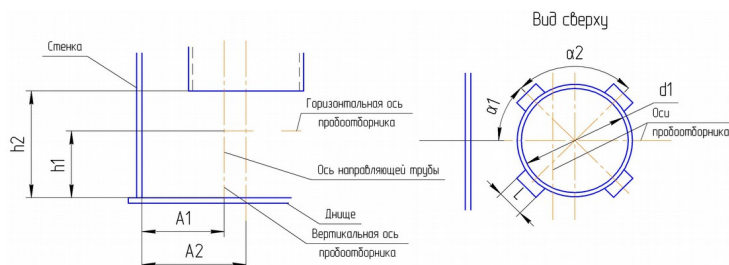 Вид сверху
Стенка
Горизонтальная ось
пробоотборника
Ось направляющей трубы
Днище
Вертикальная ось
пробоотборника
h2
h1
A1
A2
α2
α1
d1
Оси
пробоотборника
L